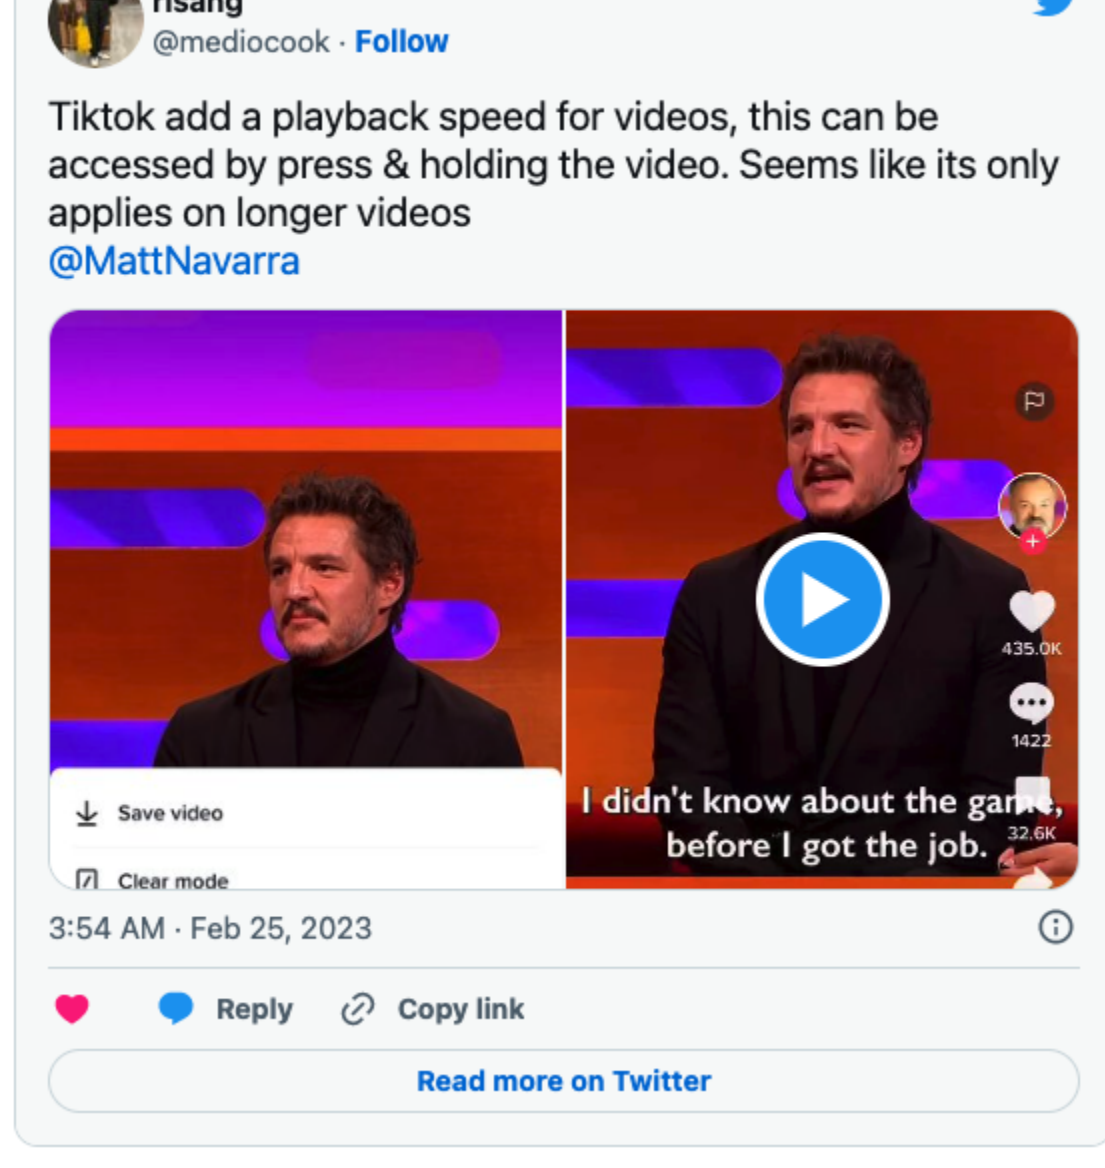 risang
@mediocook · Follow
Tiktok add a playback speed for videos, this can be
accessed by press & holding the video. Seems like its only
applies on longer videos
@MattNavarra
435.0K
1422
Save video
I didn't know about the game,
32.6K
before I got the job.
Clear mode
3:54 AM · Feb 25, 2023
Reply
Copy link
Read more on Twitter